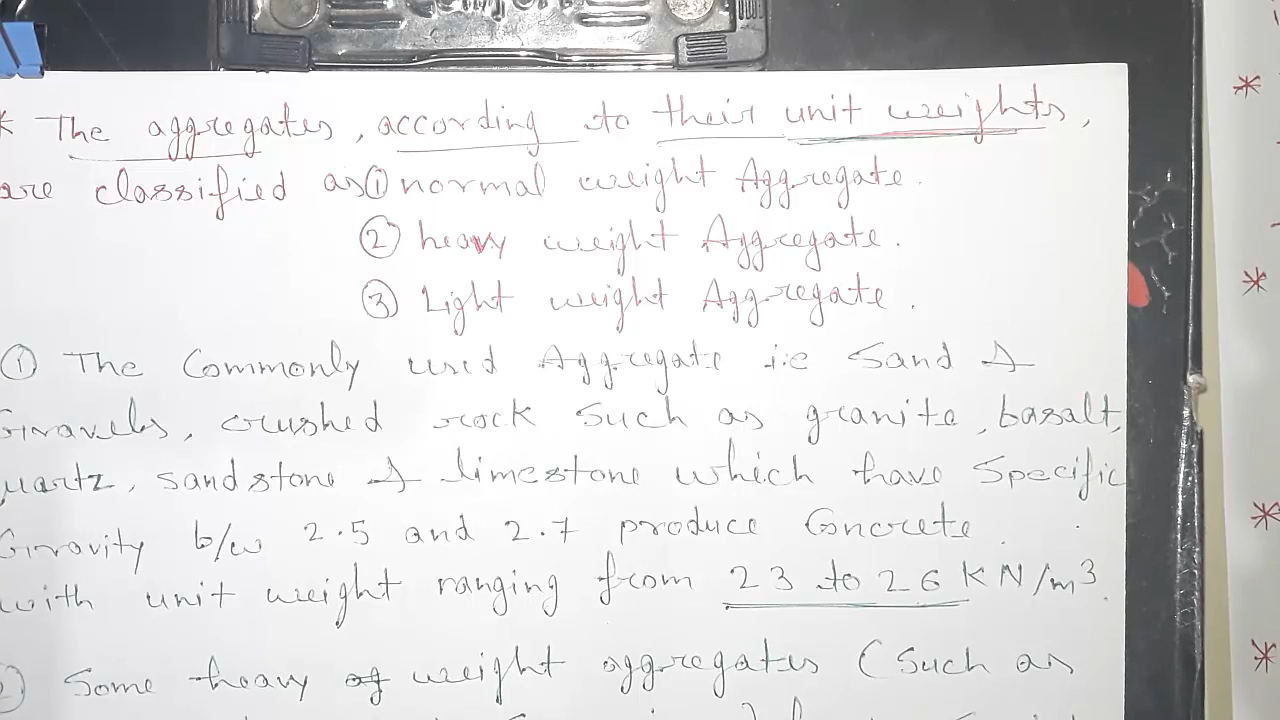 * The aggregates, according to their unit weights,
are classified as ① normal weight Aggregate.
② heavy weight Aggregate.
③ Light weight Aggregate.
① The Commonly used Aggregate i.e Sand &
Gravels, crushed rock such as granite, basalt,
quartz, sandstone & limestone which have Specific
Gravity b/w 2.5 and 2.7 produce Concrete
with unit weight ranging from 23 to 26 KN/m³.
② Some heavy weight aggregates (Such as